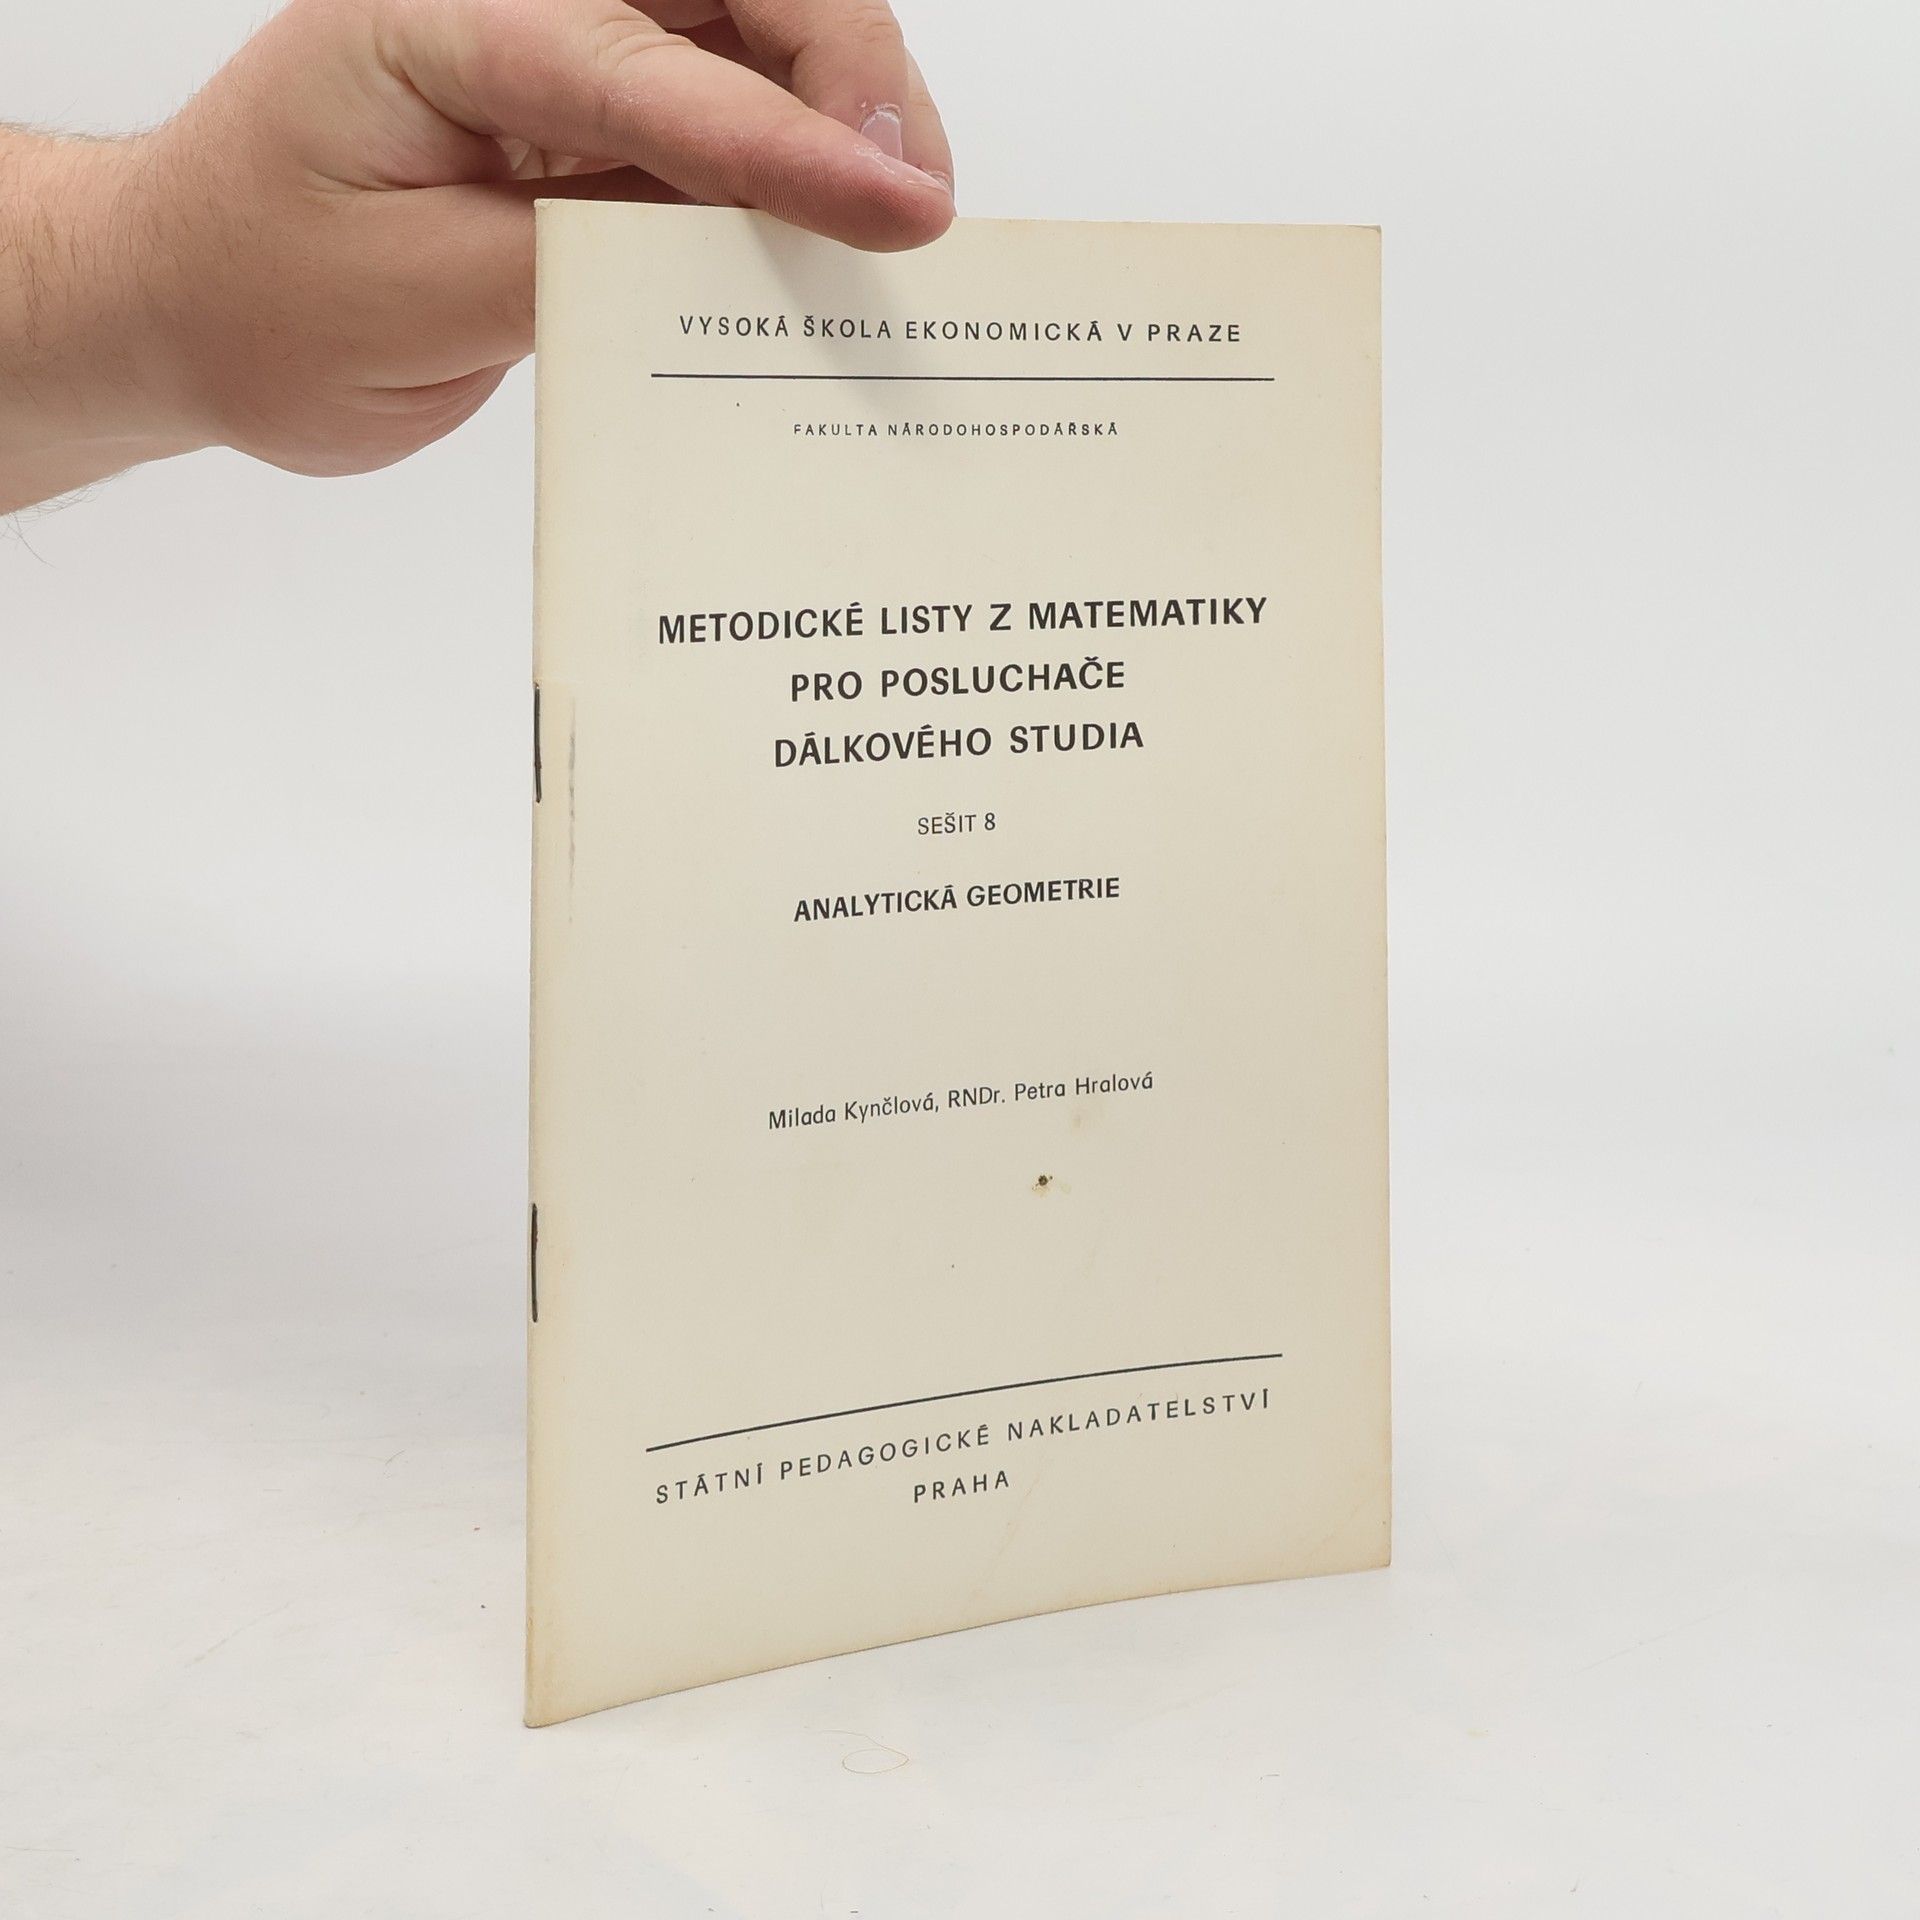 VYSOKÁ ŠKOLA EKONOMICKÁ V PRAZE
FAKULTA NÁRODOHOSPODÁŘSKÁ
METODICKÉ LISTY Z MATEMATIKY
PRO POSLUCHAČE
DÁLKOVÉHO STUDIA
SEŠIT 8
ANALYTICKÁ GEOMETRIE
Milada Kynčlová, RNDr. Petra Hralová
STÁTNÍ PEDAGOGICKÉ NAKLADATELSTVÍ
PRAHA